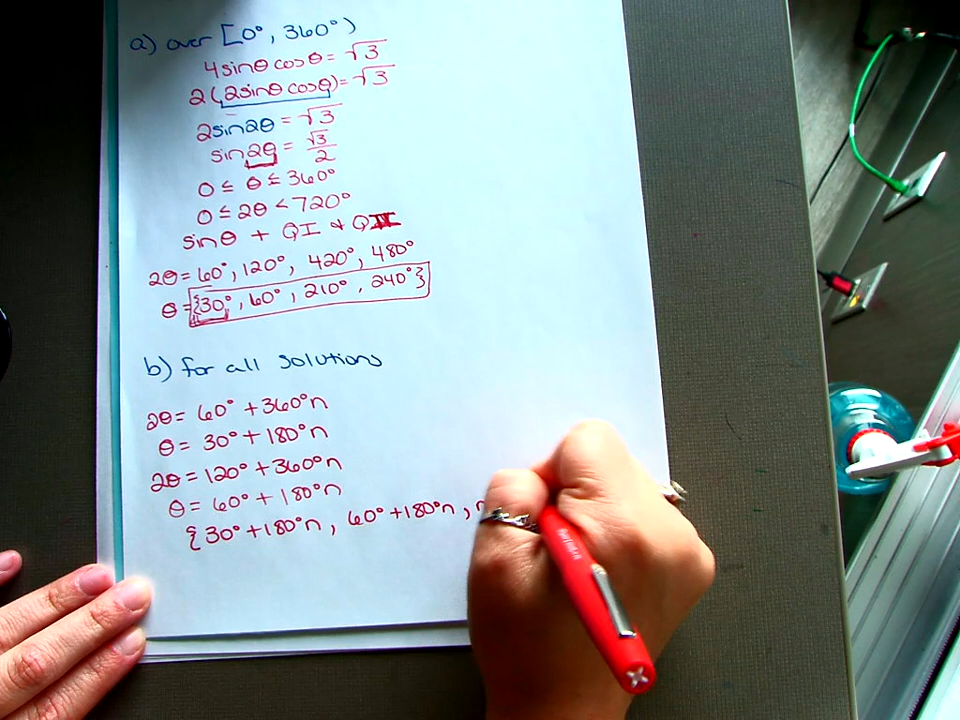 a) over [0°, 360°)
4sinθ cosθ = √3
2(2sinθ cosθ) = √3
2sin2θ = √3
sin2θ = √3/2
0 ≤ θ ≤ 360°
0 ≤ 2θ < 720°
sinθ + QI & QII
2θ = 60°, 120°, 420°, 480°
θ = {30°, 60°, 210°, 240°}
b) for all solutions
2θ = 60° + 360°n
θ = 30° + 180°n
2θ = 120° + 360°n
θ = 60° + 180°n
{30° + 180°n, 60° + 180°n,